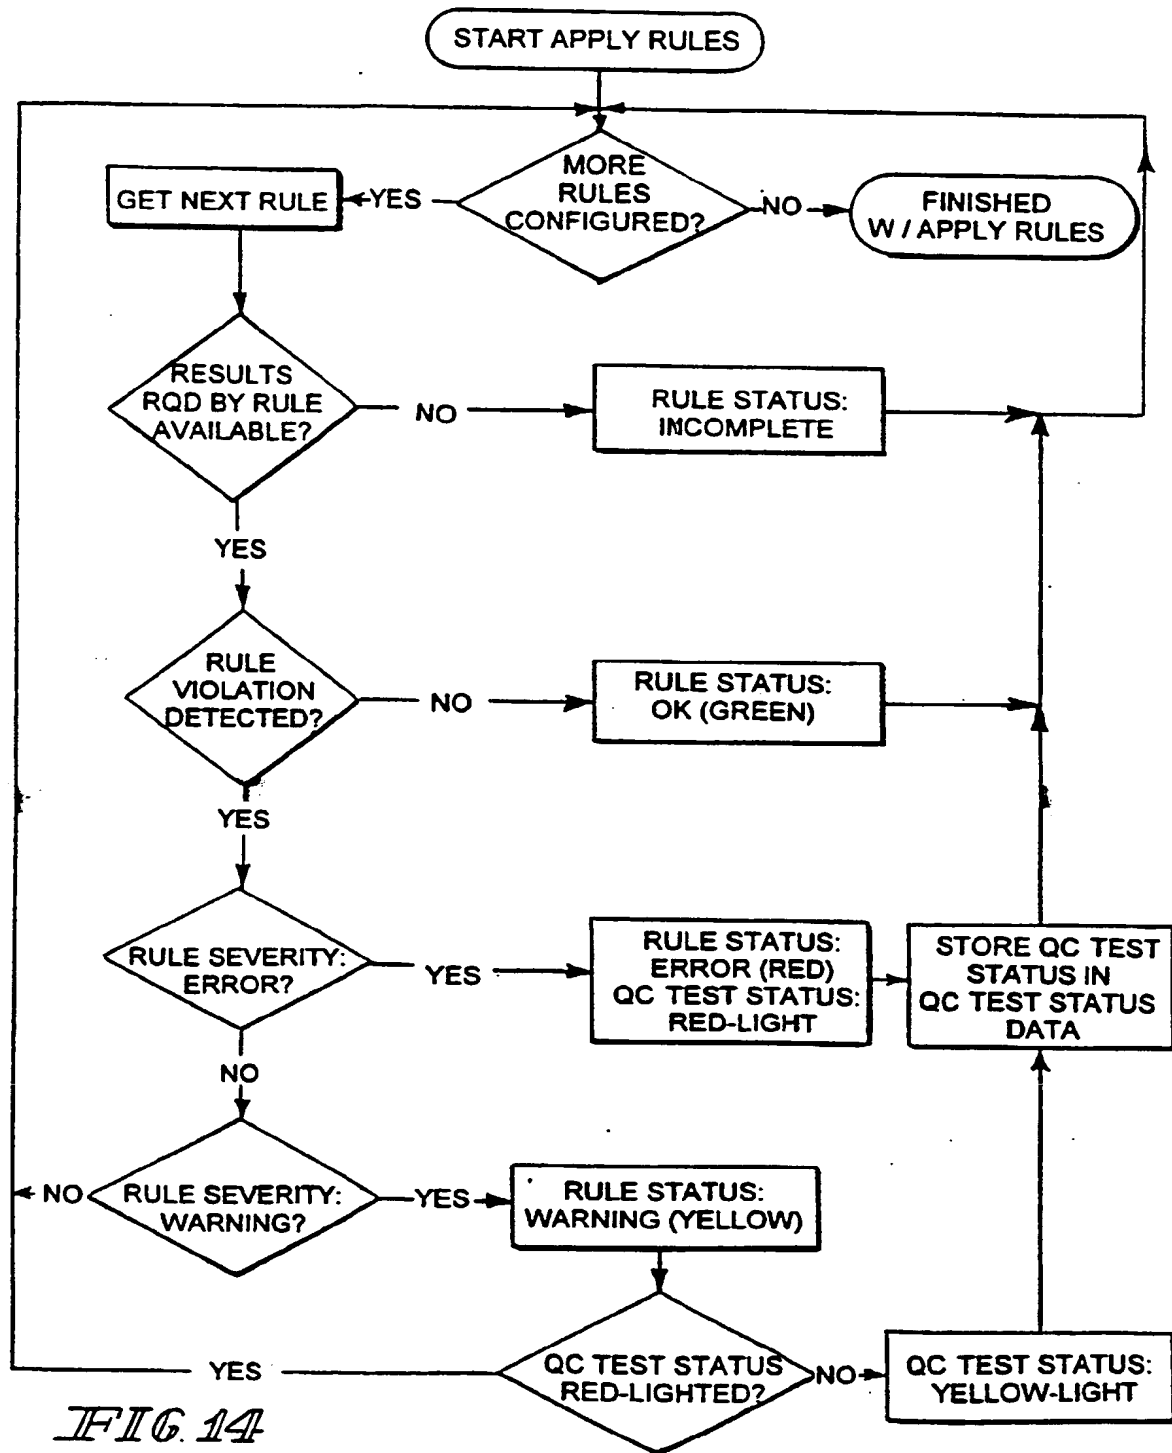 START APPLY RULES
MORE
RULES
CONFIGURED?
YES
GET NEXT RULE
NO
FINISHED
W / APPLY RULES
RESULTS
RQD BY RULE
AVAILABLE?
NO
RULE STATUS:
INCOMPLETE
YES
RULE
VIOLATION
DETECTED?
NO
RULE STATUS:
OK (GREEN)
YES
RULE SEVERITY:
ERROR?
YES
RULE STATUS:
ERROR (RED)
QC TEST STATUS:
RED-LIGHT
STORE QC TEST
STATUS IN
QC TEST STATUS
DATA
NO
RULE SEVERITY:
WARNING?
NO
YES
RULE STATUS:
WARNING (YELLOW)
QC TEST STATUS
RED-LIGHTED?
YES
NO
QC TEST STATUS:
YELLOW-LIGHT
FIG. 14